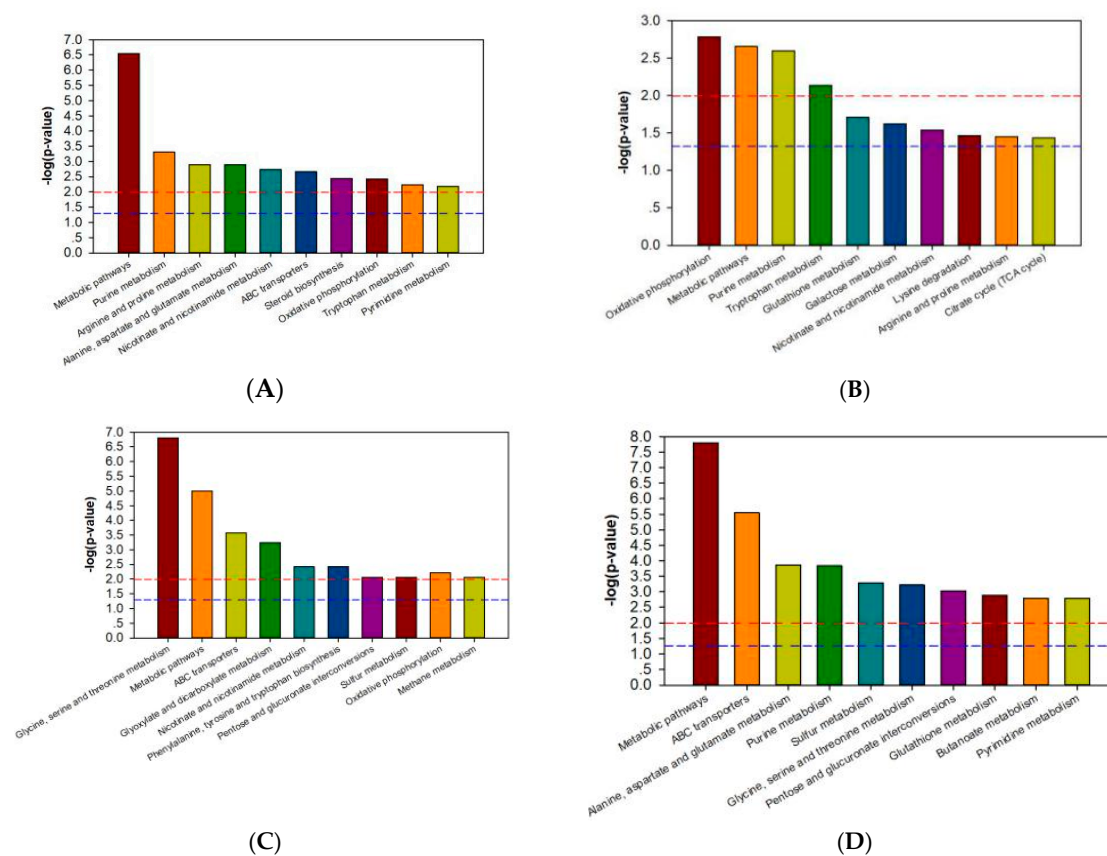 -log(p-value)
7.0
6.5
6.0
5.5
5.0
4.5
4.0
3.5
3.0
2.5
2.0
1.5
1.0
.5
0.0
Metabolic pathways
Purine metabolism
Arginine and proline metabolism
Alanine, aspartate and glutamate metabolism
Nicotinate and nicotinamide metabolism
ABC transporters
Steroid biosynthesis
Oxidative phosphorylation
Tryptophan metabolism
Pyrimidine metabolism
(A)
-log(p-value)
3.0
2.5
2.0
1.5
1.0
.5
0.0
Oxidative phosphorylation
Metabolic pathways
Purine metabolism
Tryptophan metabolism
Glutathione metabolism
Galactose metabolism
Nicotinate and nicotinamide metabolism
Lysine degradation
Arginine and proline metabolism
Citrate cycle (TCA cycle)
(B)
-log(p-value)
7.0
6.5
6.0
5.5
5.0
4.5
4.0
3.5
3.0
2.5
2.0
1.5
1.0
.5
0.0
Glycine, serine and threonine metabolism
Metabolic pathways
ABC transporters
Glyoxylate and dicarboxylate metabolism
Nicotinate and nicotinamide metabolism
Phenylalanine, tyrosine and tryptophan biosynthesis
Pentose and glucuronate interconversions
Sulfur metabolism
Oxidative phosphorylation
Methane metabolism
(C)
-log(p-value)
8.0
7.5
7.0
6.5
6.0
5.5
5.0
4.5
4.0
3.5
3.0
2.5
2.0
1.5
1.0
.5
0.0
Metabolic pathways
ABC transporters
Alanine, aspartate and glutamate metabolism
Purine metabolism
Sulfur metabolism
Glycine, serine and threonine metabolism
Pentose and glucuronate interconversions
Glutathione metabolism
Butanoate metabolism
Pyrimidine metabolism
(D)